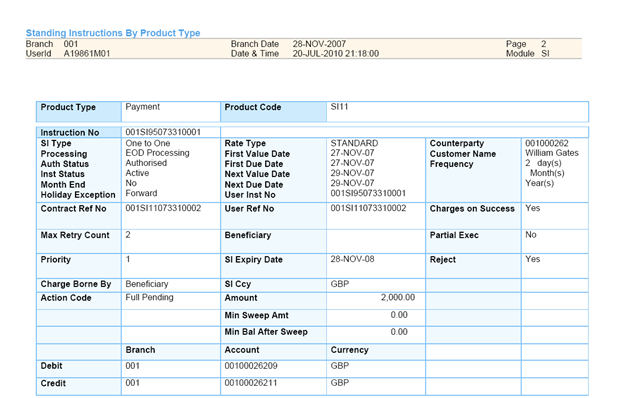 Standing Instructions By Product Type
Branch 001 Branch Date 28-NOV-2007 Page 2
UserId A19861M01 Date & Time 20-JUL-2010 21:18:00 Module SI
Product Type Payment Product Code SI11
Instruction No 001SI95073310001
SI Type One to One Rate Type STANDARD Counterparty 001000262
Processing EOD Processing First Value Date 27-NOV-07 Customer Name William Gates
Auth Status Authorised First Due Date 27-NOV-07 Frequency 2 day(s)
Inst Status Active Next Value Date 29-NOV-07 Month(s)
Month End No Next Due Date 29-NOV-07 Year(s)
Holiday Exception Forward User Inst No 001SI95073310001
Contract Ref No 001SI11073310002 User Ref No 001SI11073310002 Charges on Success Yes
Max Retry Count 2 Beneficiary Partial Exec No
Priority 1 SI Expiry Date 28-NOV-08 Reject Yes
Charge Borne By Beneficiary SI Ccy GBP
Action Code Full Pending Amount 2,000.00
Min Sweep Amt 0.00
Min Bal After Sweep 0.00
Branch Account Currency
Debit 001 00100026209 GBP
Credit 001 00100026211 GBP